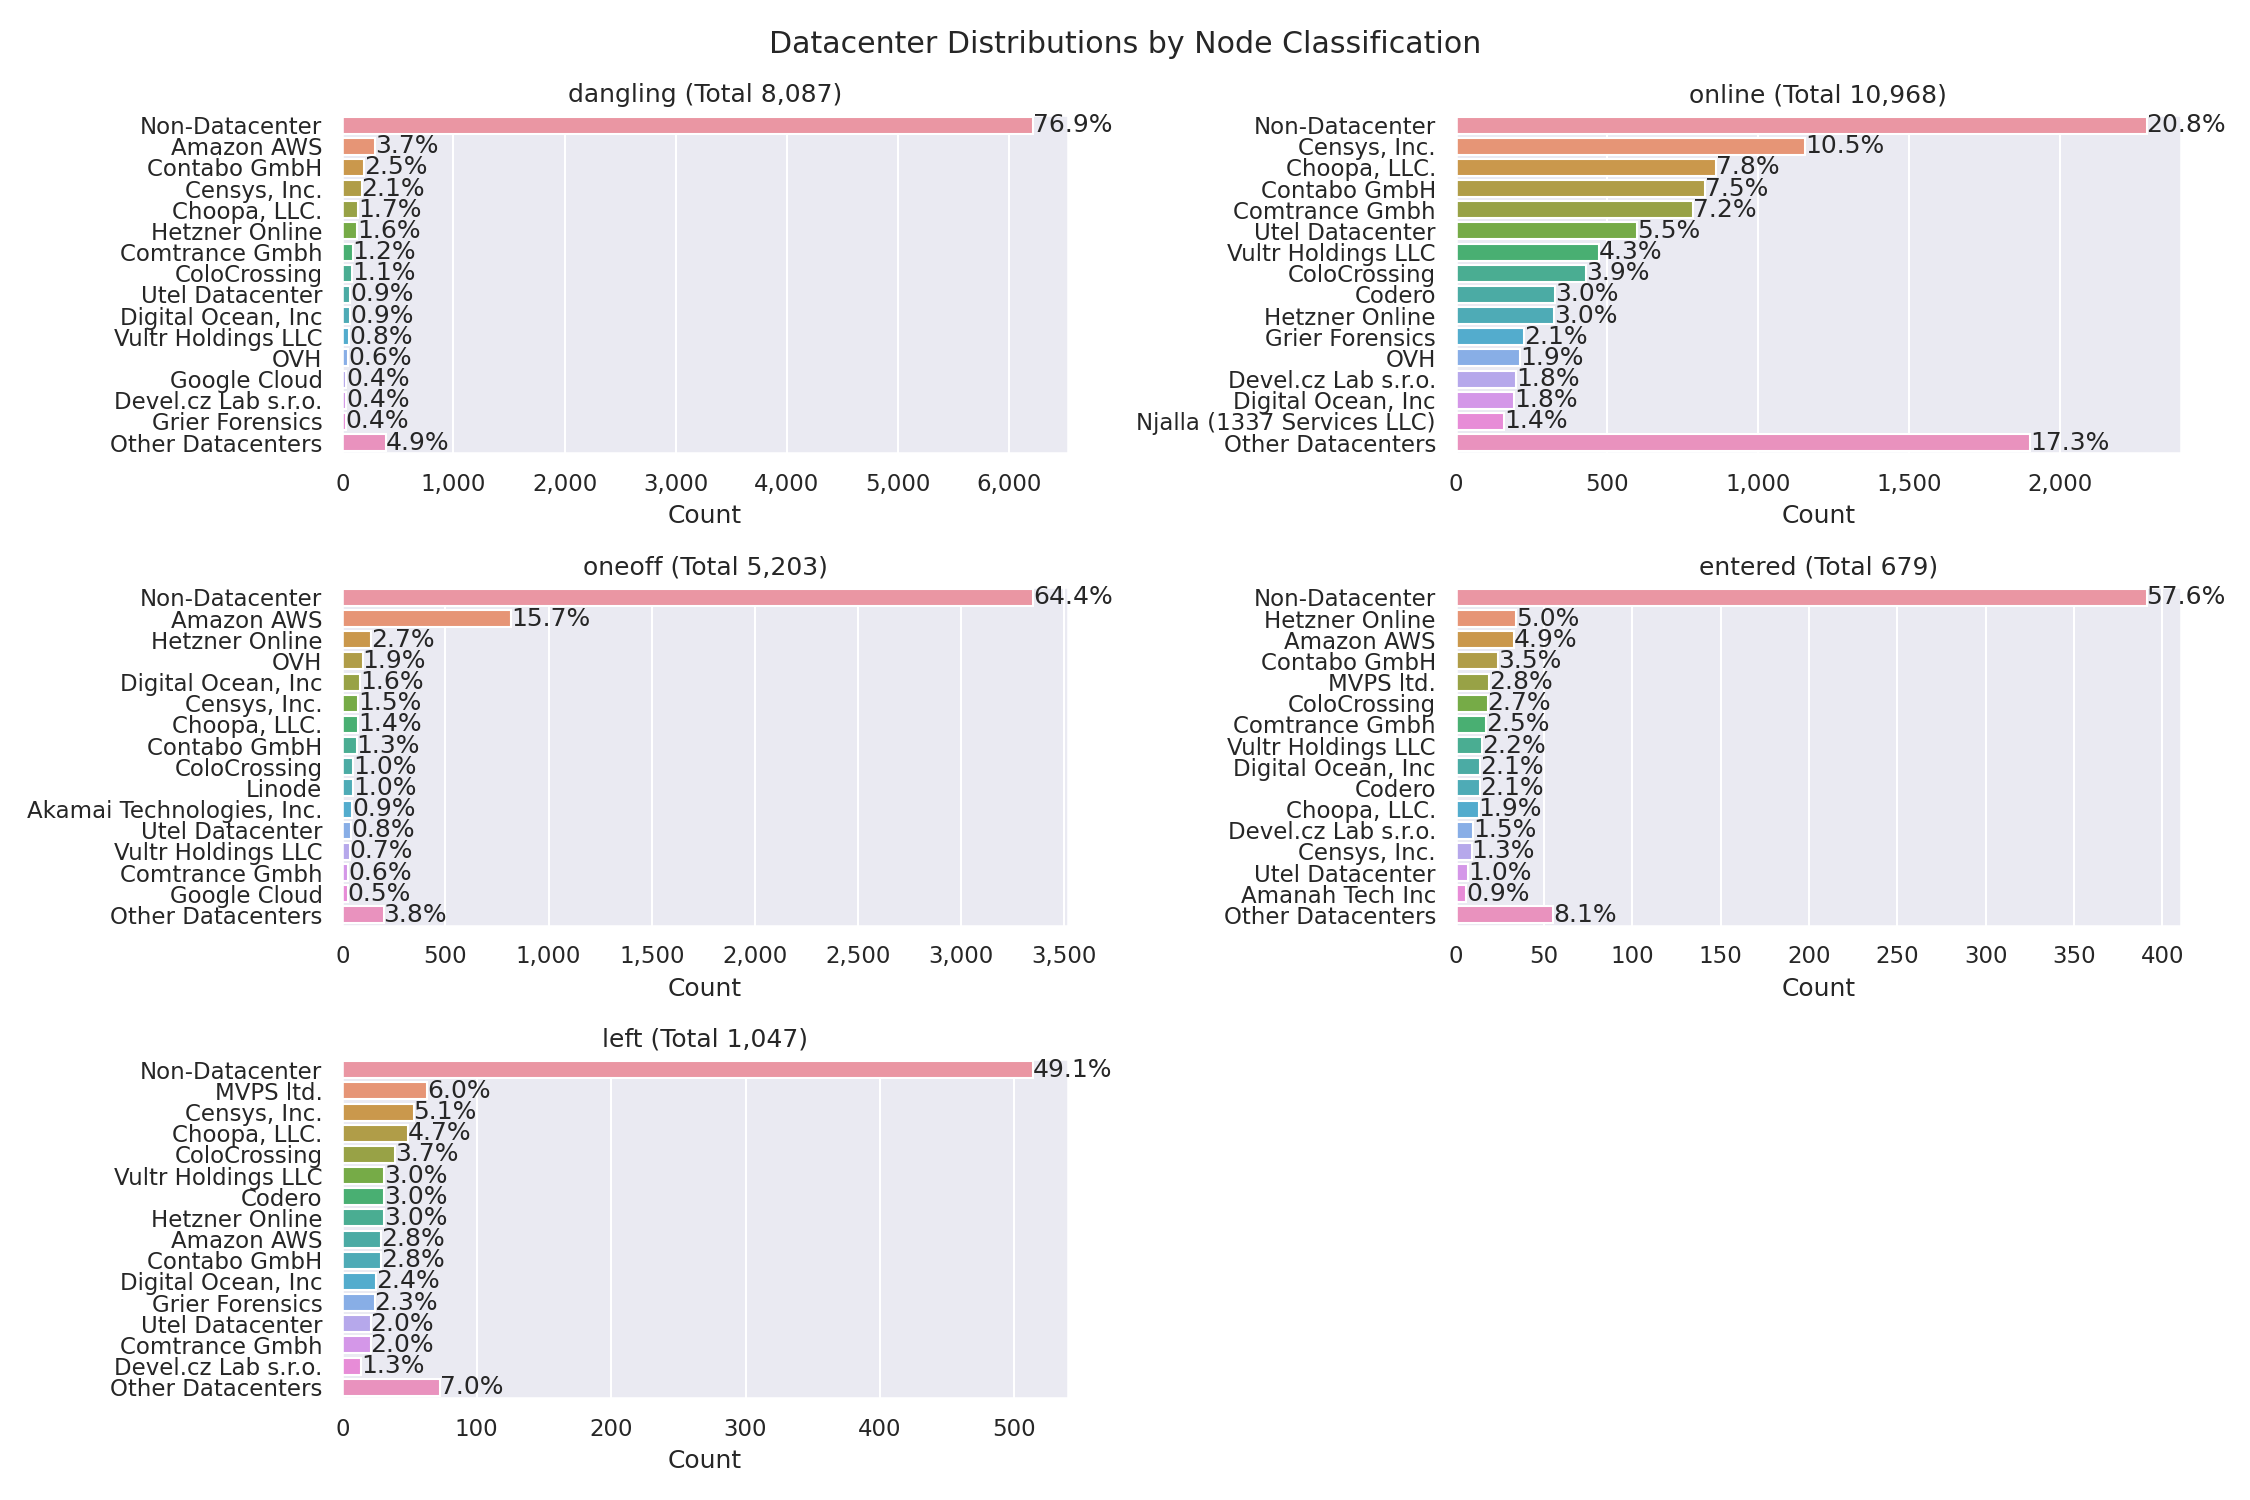 Datacenter Distributions by Node Classification
dangling (Total 8,087)
Non-Datacenter 76.9%
Amazon AWS 3.7%
Contabo GmbH 2.5%
Censys, Inc. 2.1%
Choopa, LLC. 1.7%
Hetzner Online 1.6%
Comtrance Gmbh 1.2%
ColoCrossing 1.1%
Utel Datacenter 0.9%
Digital Ocean, Inc 0.9%
Vultr Holdings LLC 0.8%
OVH 0.6%
Google Cloud 0.4%
Devel.cz Lab s.r.o. 0.4%
Grier Forensics 0.4%
Other Datacenters 4.9%
0 1,000 2,000 3,000 4,000 5,000 6,000
Count
online (Total 10,968)
Non-Datacenter 20.8%
Censys, Inc. 10.5%
Choopa, LLC. 7.8%
Contabo GmbH 7.5%
Comtrance Gmbh 7.2%
Utel Datacenter 5.5%
Vultr Holdings LLC 4.3%
ColoCrossing 3.9%
Codero 3.0%
Hetzner Online 3.0%
Grier Forensics 2.1%
OVH 1.9%
Devel.cz Lab s.r.o. 1.8%
Digital Ocean, Inc 1.8%
Njalla (1337 Services LLC) 1.4%
Other Datacenters 17.3%
0 500 1,000 1,500 2,000
Count
oneoff (Total 5,203)
Non-Datacenter 64.4%
Amazon AWS 15.7%
Hetzner Online 2.7%
OVH 1.9%
Digital Ocean, Inc 1.6%
Censys, Inc. 1.5%
Choopa, LLC. 1.4%
Contabo GmbH 1.3%
ColoCrossing 1.0%
Linode 1.0%
Akamai Technologies, Inc. 0.9%
Utel Datacenter 0.8%
Vultr Holdings LLC 0.7%
Comtrance Gmbh 0.6%
Google Cloud 0.5%
Other Datacenters 3.8%
0 500 1,000 1,500 2,000 2,500 3,000 3,500
Count
entered (Total 679)
Non-Datacenter 57.6%
Hetzner Online 5.0%
Amazon AWS 4.9%
Contabo GmbH 3.5%
MVPS ltd. 2.8%
ColoCrossing 2.7%
Comtrance Gmbh 2.5%
Vultr Holdings LLC 2.2%
Digital Ocean, Inc 2.1%
Codero 2.1%
Choopa, LLC. 1.9%
Devel.cz Lab s.r.o. 1.5%
Censys, Inc. 1.3%
Utel Datacenter 1.0%
Amanah Tech Inc 0.9%
Other Datacenters 8.1%
0 50 100 150 200 250 300 350 400
Count
left (Total 1,047)
Non-Datacenter 49.1%
MVPS ltd. 6.0%
Censys, Inc. 5.1%
Choopa, LLC. 4.7%
ColoCrossing 3.7%
Vultr Holdings LLC 3.0%
Codero 3.0%
Hetzner Online 3.0%
Amazon AWS 2.8%
Contabo GmbH 2.8%
Digital Ocean, Inc 2.4%
Grier Forensics 2.3%
Utel Datacenter 2.0%
Comtrance Gmbh 2.0%
Devel.cz Lab s.r.o. 1.3%
Other Datacenters 7.0%
0 100 200 300 400 500
Count